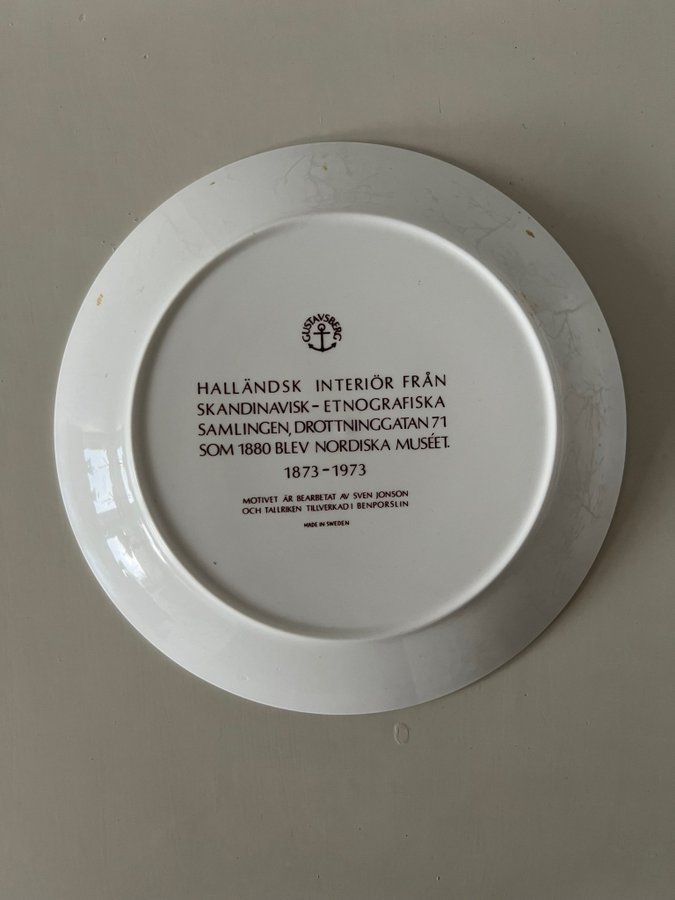 GUSTAVSBERG
HALLÄNDSK INTERIÖR FRÅN
SKANDINAVISK-ETNOGRAFISKA
SAMLINGEN, DROTTNINGGATAN 71
SOM 1880 BLEV NORDISKA MUSÉET.
1873-1973
MOTIVET ÄR BEARBETAT AV SVEN JONSON
OCH TALLRIKEN TILLVERKAD I BENPORSLIN
MADE IN SWEDEN